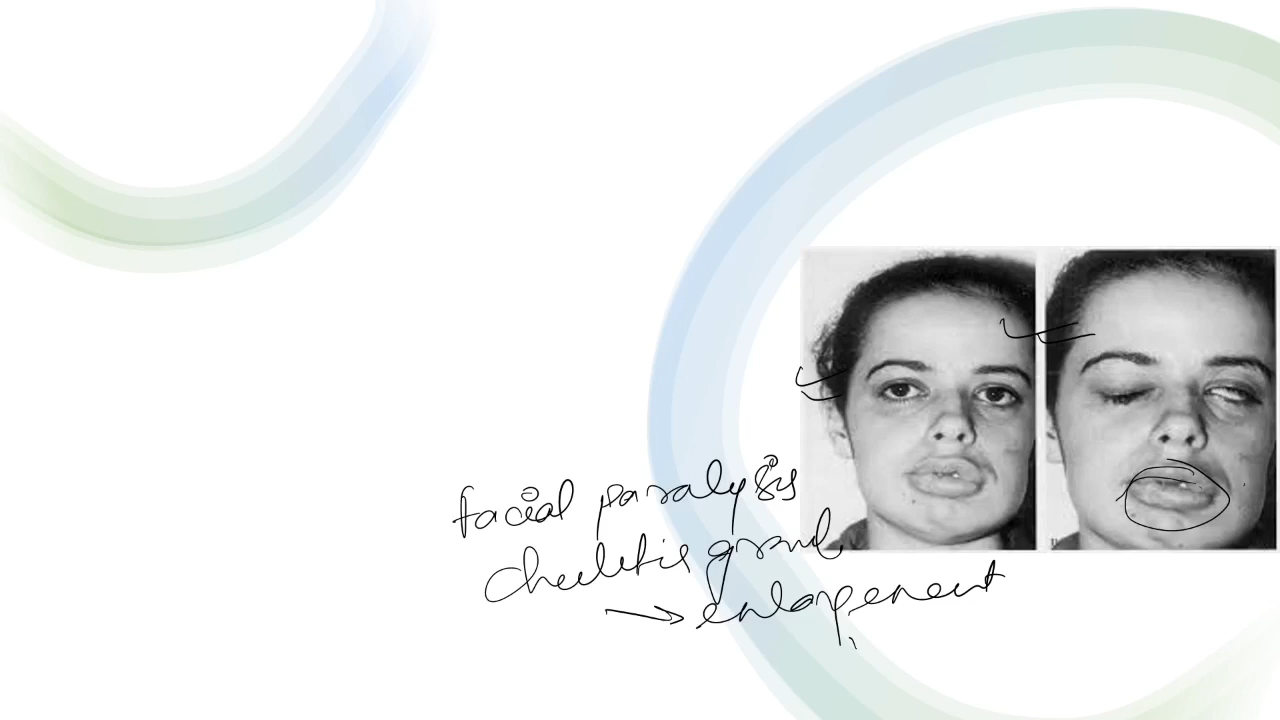 facial paralysis
cheilitis grand
→ enlargement